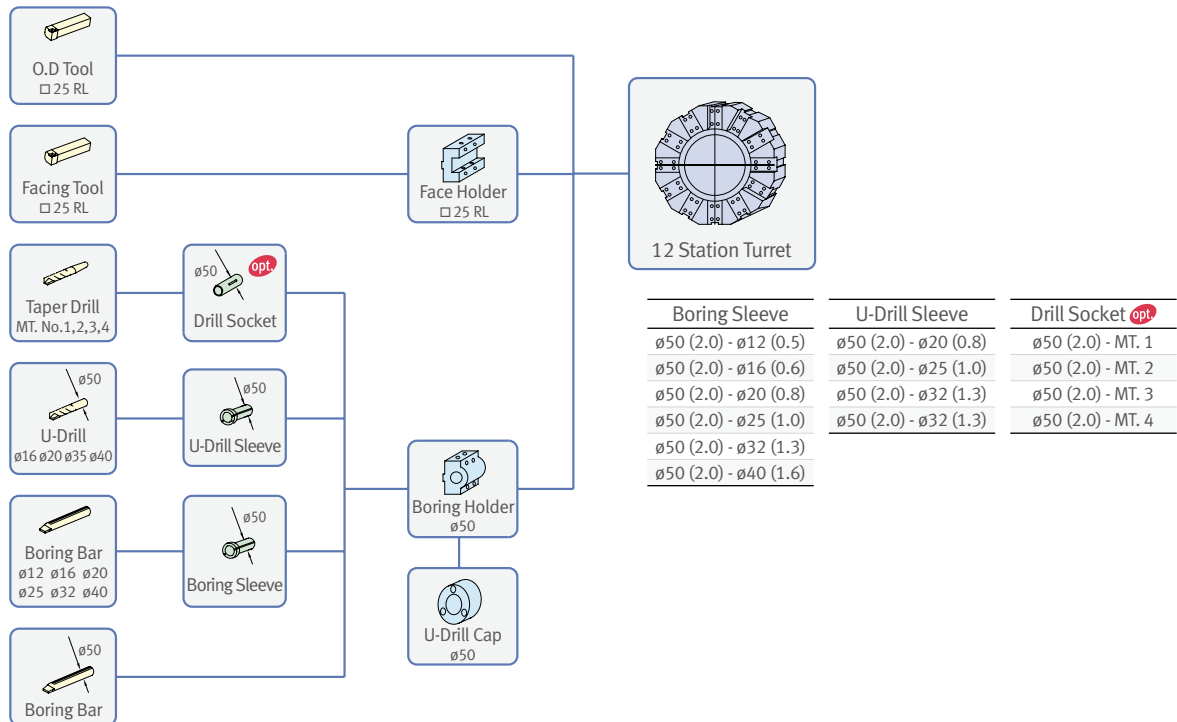 O.D Tool
□ 25 RL
Facing Tool
□ 25 RL
Face Holder
□ 25 RL
12 Station Turret
Taper Drill
MT. No.1,2,3,4
ø50
opt.
Drill Socket
ø50
U-Drill
ø16 ø20 ø35 ø40
ø50
U-Drill Sleeve
Boring Bar
ø12 ø16 ø20
ø25 ø32 ø40
ø50
Boring Sleeve
ø50
Boring Bar
Boring Holder
ø50
U-Drill Cap
ø50
Boring Sleeve
ø50 (2.0) - ø12 (0.5)
ø50 (2.0) - ø16 (0.6)
ø50 (2.0) - ø20 (0.8)
ø50 (2.0) - ø25 (1.0)
ø50 (2.0) - ø32 (1.3)
ø50 (2.0) - ø40 (1.6)
U-Drill Sleeve
ø50 (2.0) - ø20 (0.8)
ø50 (2.0) - ø25 (1.0)
ø50 (2.0) - ø32 (1.3)
ø50 (2.0) - ø32 (1.3)
Drill Socket opt.
ø50 (2.0) - MT. 1
ø50 (2.0) - MT. 2
ø50 (2.0) - MT. 3
ø50 (2.0) - MT. 4